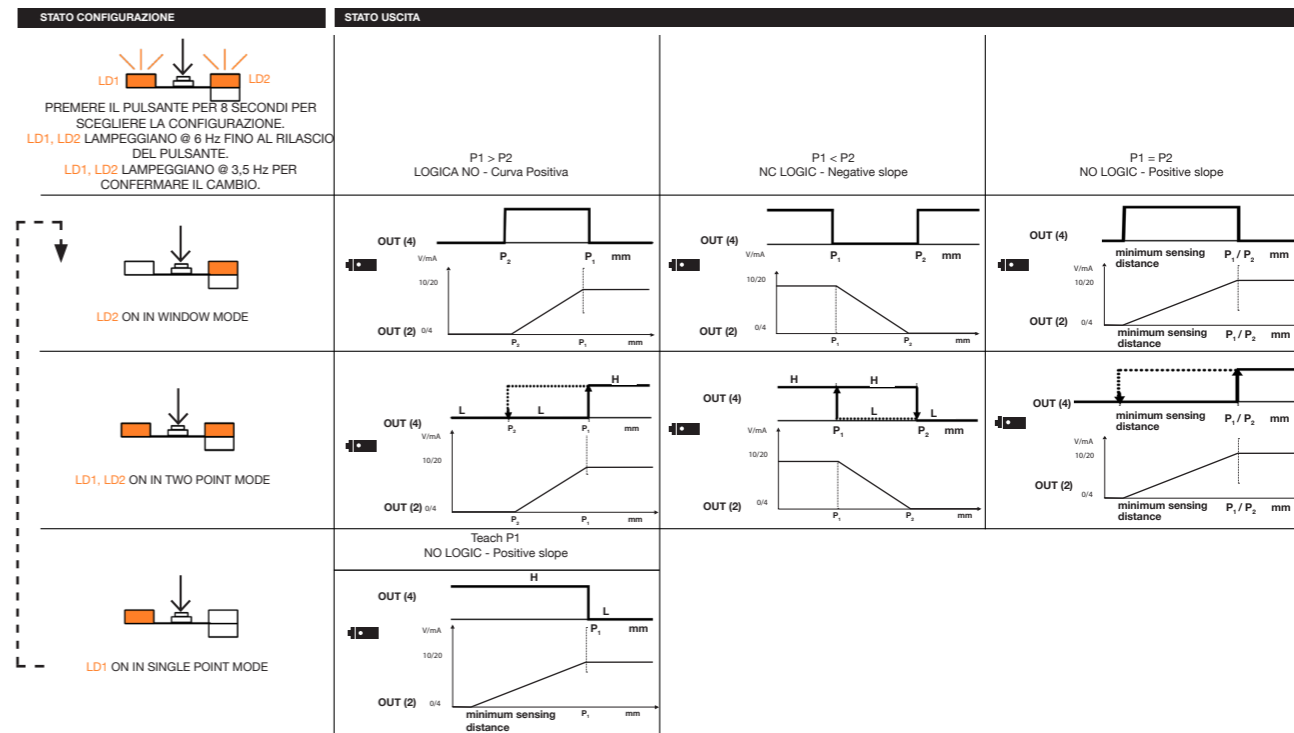 STATO CONFIGURAZIONE
STATO USCITA
LD1
LD2
PREMERE IL PULSANTE PER 8 SECONDI PER
SCEGLIERE LA CONFIGURAZIONE.
LD1, LD2 LAMPEGGIANO @ 6 Hz FINO AL RILASCIO
DEL PULSANTE.
LD1, LD2 LAMPEGGIANO @ 3,5 Hz PER
CONFERMARE IL CAMBIO.
P1 > P2
LOGICA NO - Curva Positiva
P1 < P2
NC LOGIC - Negative slope
P1 = P2
NO LOGIC - Positive slope
LD2 ON IN WINDOW MODE
OUT (4)
P₂ P₁ mm
V/mA
10/20
OUT (2) 0/4
P₂ P₁ mm
OUT (4)
P₁ P₂ mm
V/mA
10/20
OUT (2) 0/4
P₁ P₂ mm
OUT (4)
minimum sensing
distance
P₁ / P₂ mm
V/mA
10/20
OUT (2) 0/4
minimum sensing
distance
P₁ / P₂ mm
LD1, LD2 ON IN TWO POINT MODE
H
L L
OUT (4)
P₂ P₁ mm
V/mA
10/20
OUT (2) 0/4
P₂ P₁ mm
H H
OUT (4)
L L
P₁ P₂ mm
V/mA
10/20
OUT (2) 0/4
P₁ P₂ mm
OUT (4)
minimum sensing
distance
P₁ / P₂ mm
V/mA
10/20
OUT (2) 0/4
minimum sensing
distance
P₁ / P₂ mm
LD1 ON IN SINGLE POINT MODE
Teach P1
NO LOGIC - Positive slope
H
OUT (4)
L
P₁ mm
V/mA
10/20
OUT (2) 0/4
minimum sensing
distance
P₁ mm